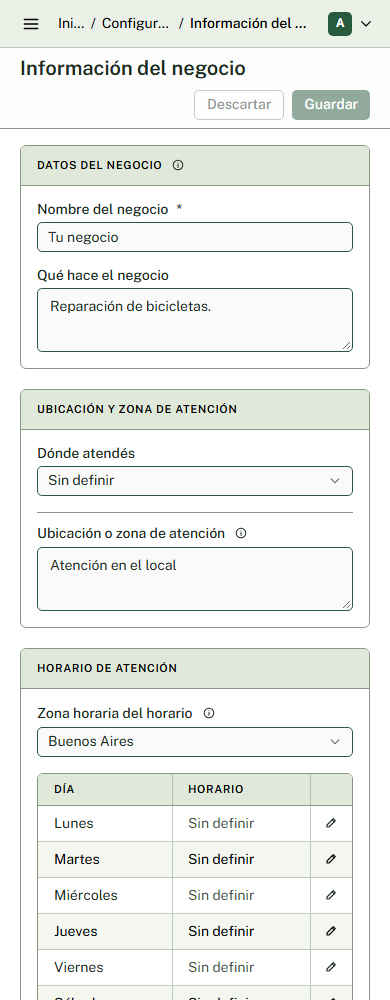 Ini... / Configur... / Información del ... A
Información del negocio
Descartar Guardar
DATOS DEL NEGOCIO
Nombre del negocio *
Tu negocio
Qué hace el negocio
Reparación de bicicletas.
UBICACIÓN Y ZONA DE ATENCIÓN
Dónde atendés
Sin definir
Ubicación o zona de atención
Atención en el local
HORARIO DE ATENCIÓN
Zona horaria del horario
Buenos Aires
DÍA HORARIO
Lunes Sin definir
Martes Sin definir
Miércoles Sin definir
Jueves Sin definir
Viernes Sin definir